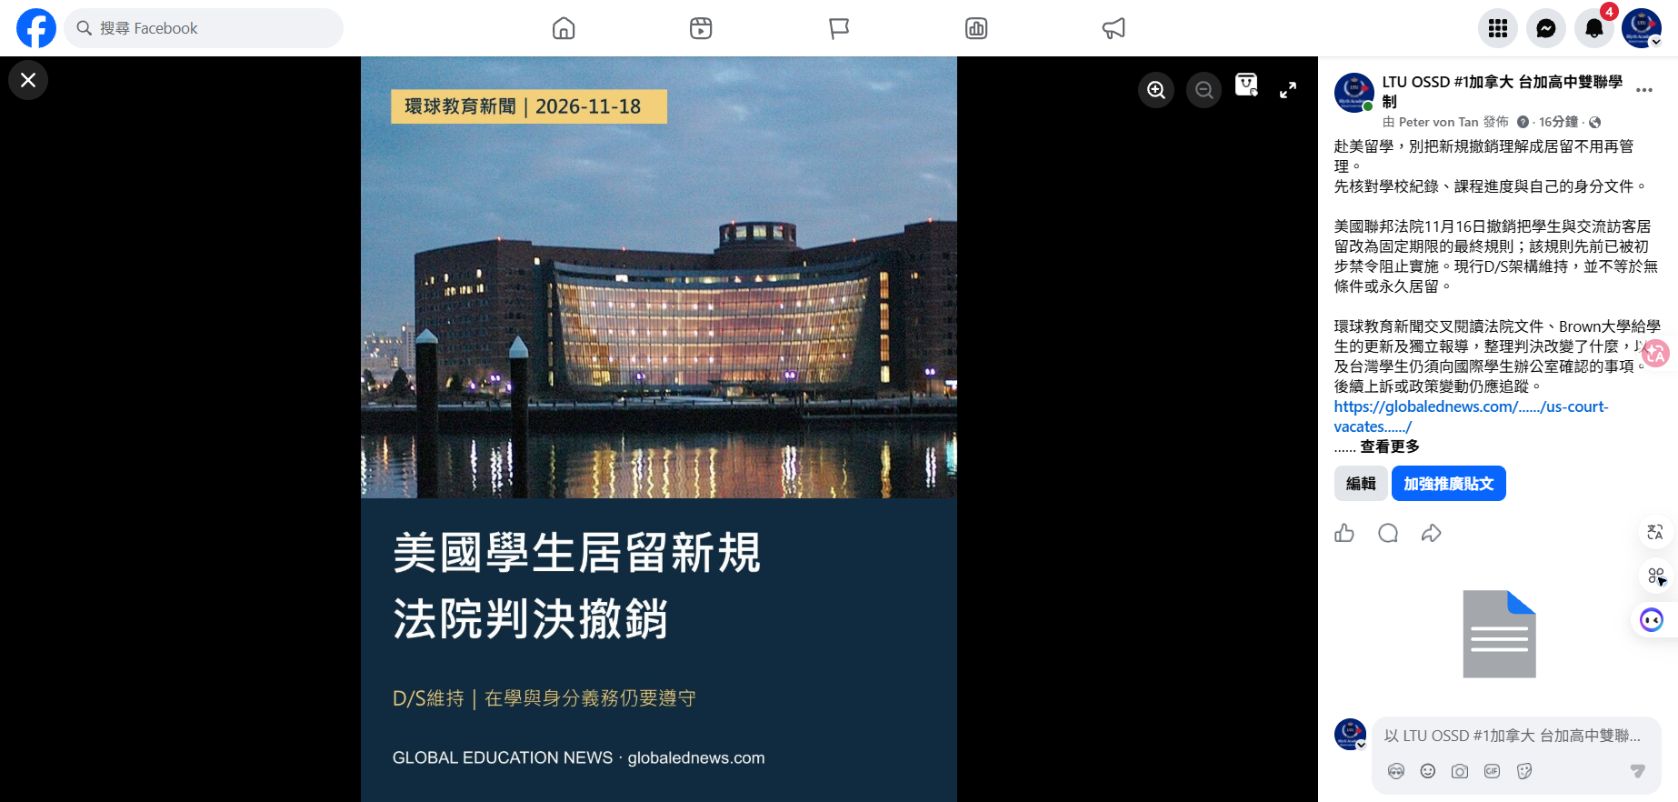 搜尋 Facebook
4
環球教育新聞｜2026-11-18
美國學生居留新規
法院判決撤銷
D/S維持｜在學與身分義務仍要遵守
GLOBAL EDUCATION NEWS · globalednews.com
LTU OSSD #1加拿大 台加高中雙聯學
制
由 Peter von Tan 發佈 · 16分鐘 ·
赴美留學，別把新規撤銷理解成居留不用再管
理。
先核對學校紀錄、課程進度與自己的身分文件。
美國聯邦法院11月16日撤銷把學生與交流訪客居
留改為固定期限的最終規則；該規則先前已被初
步禁令阻止實施。現行D/S架構維持，並不等於無
條件或永久居留。
環球教育新聞交叉閱讀法院文件、Brown大學給學
生的更新及獨立報導，整理判決改變了什麼，以
及台灣學生仍須向國際學生辦公室確認的事項。
後續上訴或政策變動仍應追蹤。
https://globalednews.com/……/us-court-
vacates……/
…… 查看更多
編輯
加強推廣貼文
以 LTU OSSD #1加拿大 台加高中雙聯...
GIF